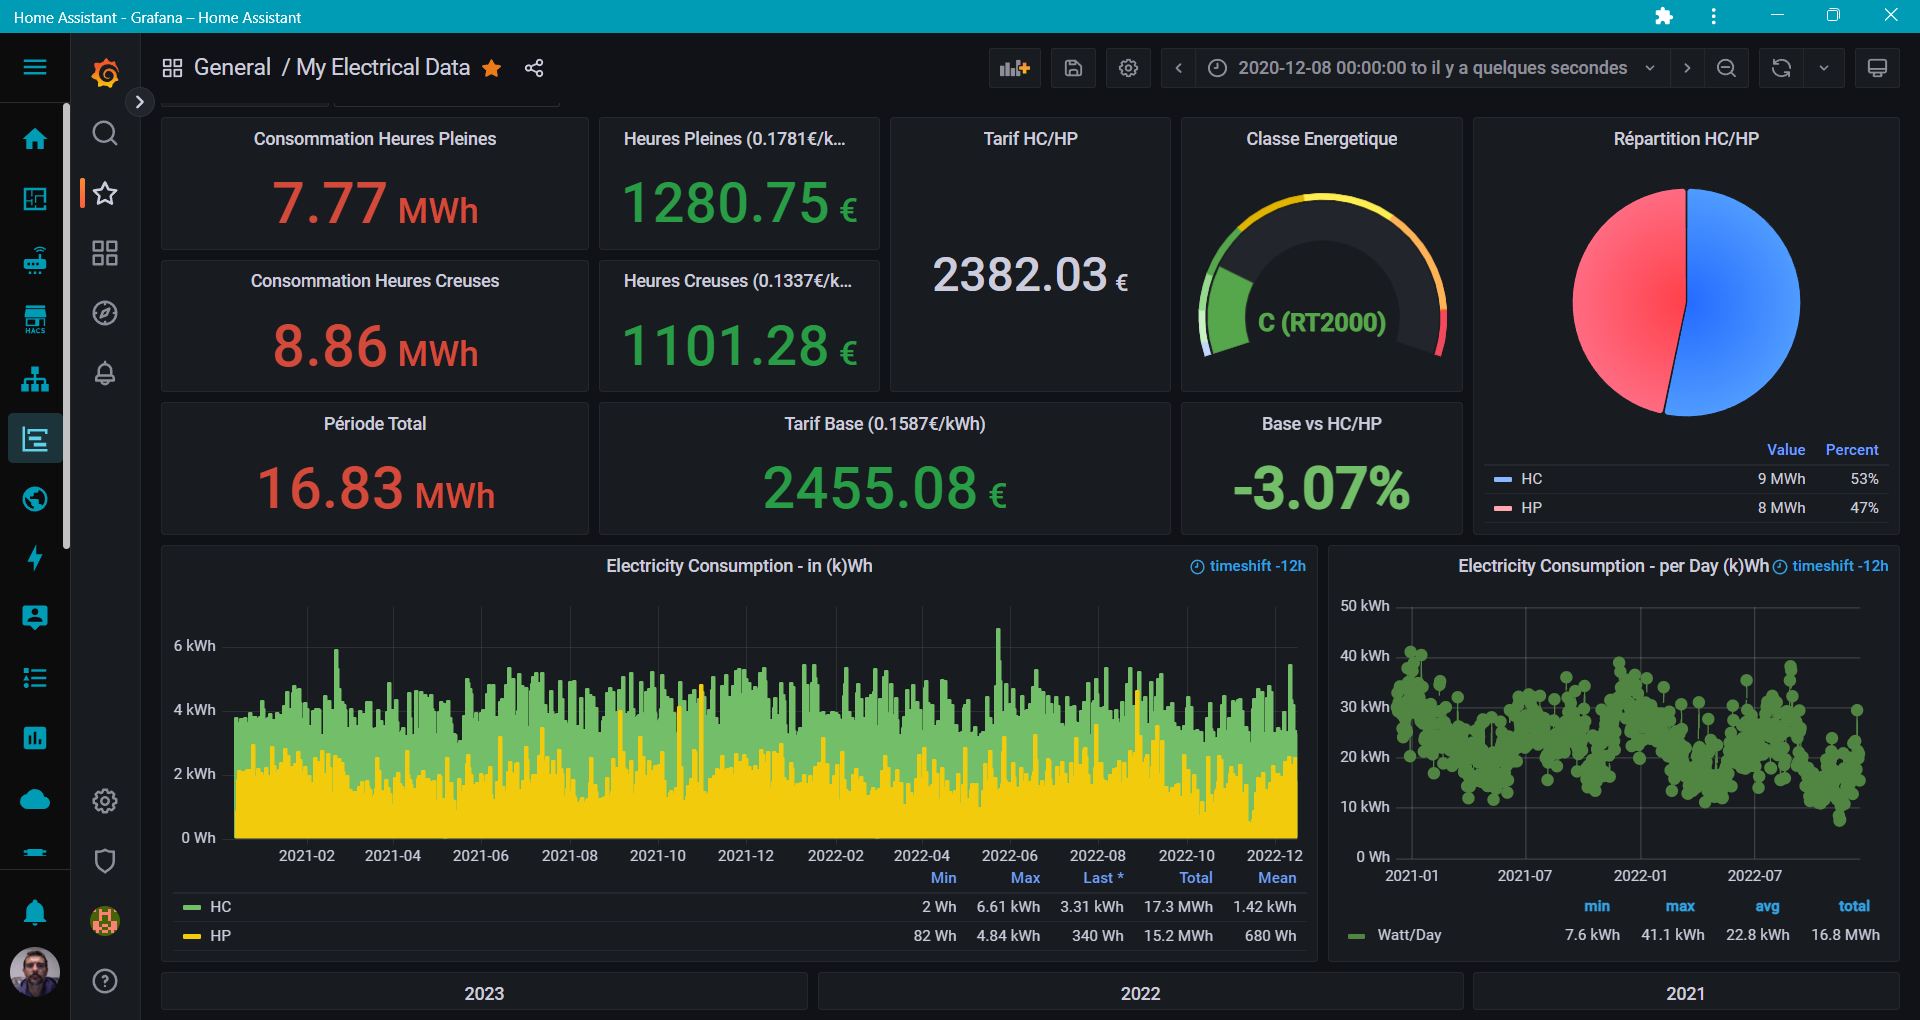 Home Assistant - Grafana – Home Assistant
General / My Electrical Data
2020-12-08 00:00:00 to il y a quelques secondes
HACS
Consommation Heures Pleines
7.77 MWh
Heures Pleines (0.1781€/k...
1280.75 €
Tarif HC/HP
2382.03 €
Classe Energetique
C (RT2000)
Répartition HC/HP
Value Percent
HC 9 MWh 53%
HP 8 MWh 47%
Consommation Heures Creuses
8.86 MWh
Heures Creuses (0.1337€/k...
1101.28 €
Période Total
16.83 MWh
Tarif Base (0.1587€/kWh)
2455.08 €
Base vs HC/HP
-3.07%
Electricity Consumption - in (k)Wh
timeshift -12h
6 kWh
4 kWh
2 kWh
0 Wh
2021-02 2021-04 2021-06 2021-08 2021-10 2021-12 2022-02 2022-04 2022-06 2022-08 2022-10 2022-12
Min Max Last * Total Mean
HC 2 Wh 6.61 kWh 3.31 kWh 17.3 MWh 1.42 kWh
HP 82 Wh 4.84 kWh 340 Wh 15.2 MWh 680 Wh
Electricity Consumption - per Day (k)Wh
timeshift -12h
50 kWh
40 kWh
30 kWh
20 kWh
10 kWh
0 Wh
2021-01 2021-07 2022-01 2022-07
min max avg total
Watt/Day 7.6 kWh 41.1 kWh 22.8 kWh 16.8 MWh
2023
2022
2021